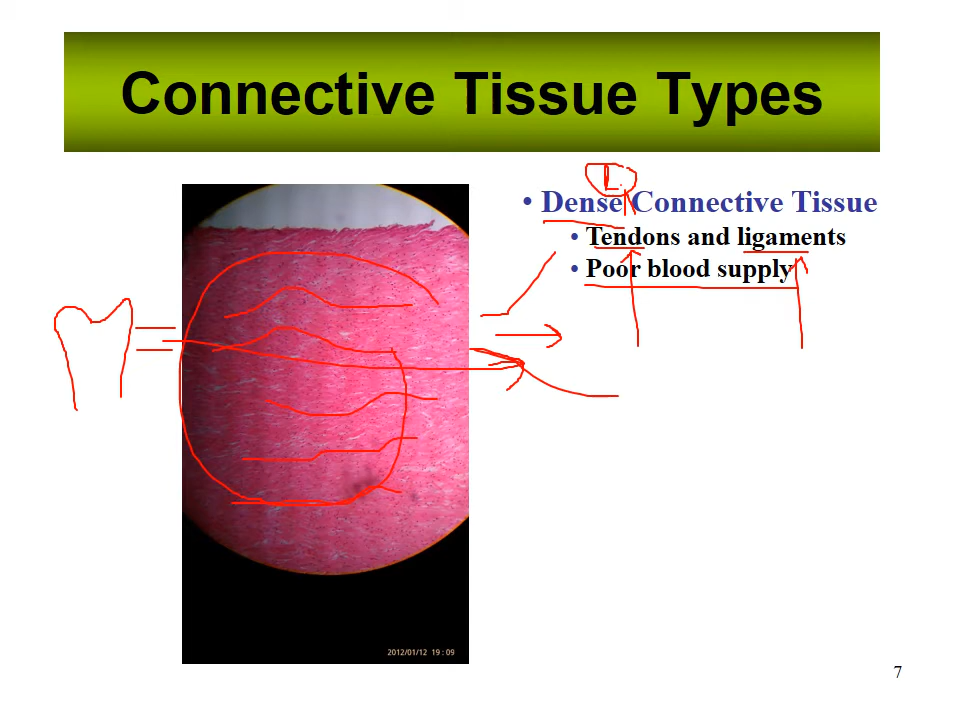 Connective Tissue Types
L.
• Dense Connective Tissue
• Tendons and ligaments
• Poor blood supply
2012/01/12 19:09
7